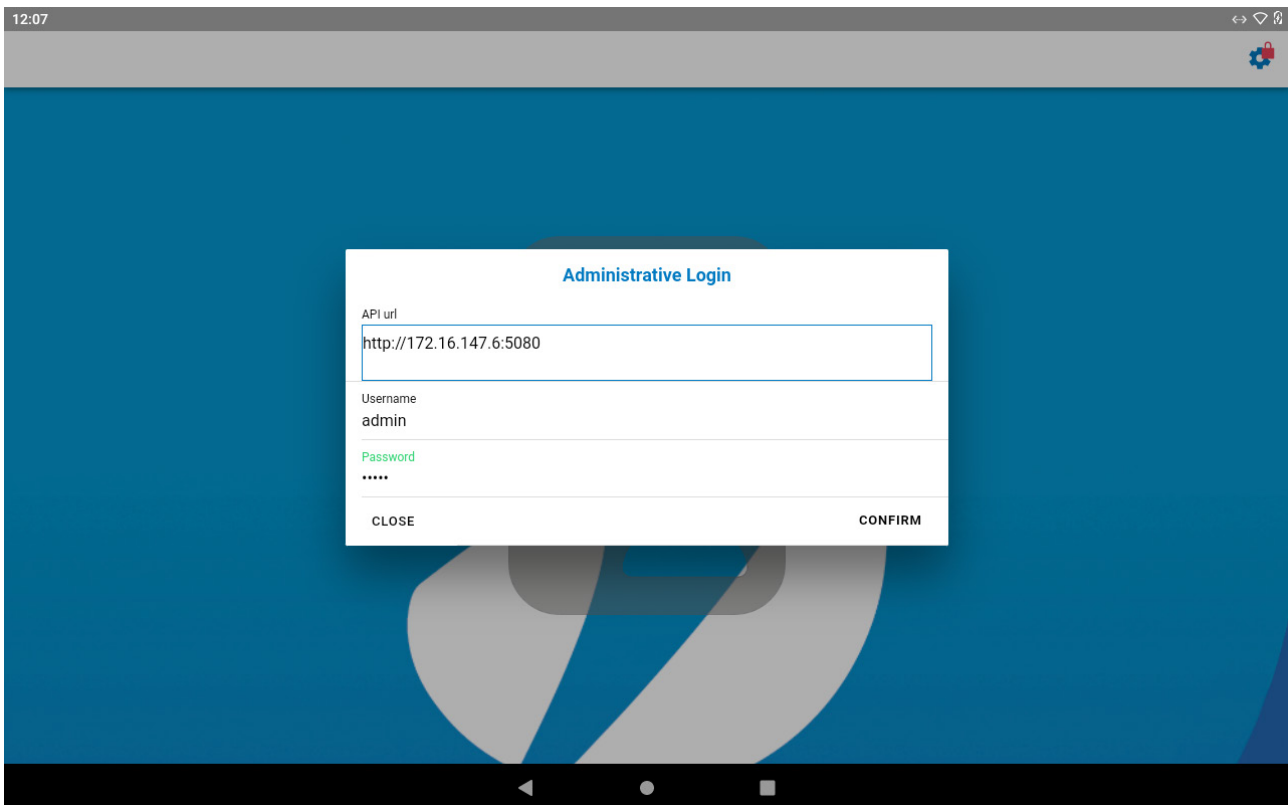 12:07
Administrative Login
API url
http://172.16.147.6:5080
Username
admin
Password
•••••
CLOSE
CONFIRM